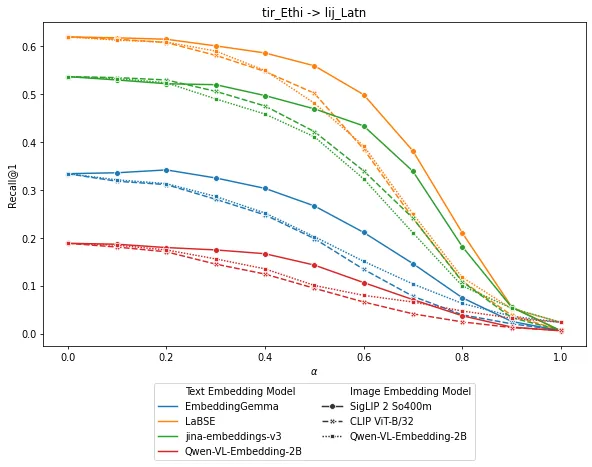 tir_Ethi -> lij_Latn
0.6
0.5
0.4
0.3
0.2
0.1
0.0
Recall@1
0.0 0.2 0.4 0.6 0.8 1.0
α
Text Embedding Model Image Embedding Model
EmbeddingGemma SigLIP 2 So400m
LaBSE CLIP ViT-B/32
jina-embeddings-v3 Qwen-VL-Embedding-2B
Qwen-VL-Embedding-2B